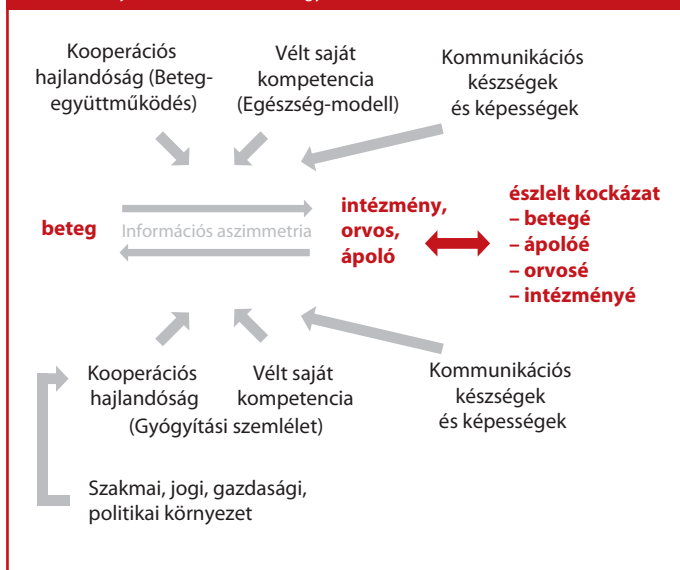 Kooperációs
hajlandóság (Beteg-
együttműködés)
Vélt saját
kompetencia
(Egészség-modell)
Kommunikációs
készségek
és képességek
beteg
Információs aszimmetria
intézmény,
orvos,
ápoló
észlelt kockázat
– betegé
– ápolóé
– orvosé
– intézményé
Kooperációs
hajlandóság
Vélt saját
kompetencia
(Gyógyítási szemlélet)
Kommunikációs
készségek
és képességek
Szakmai, jogi, gazdasági,
politikai környezet